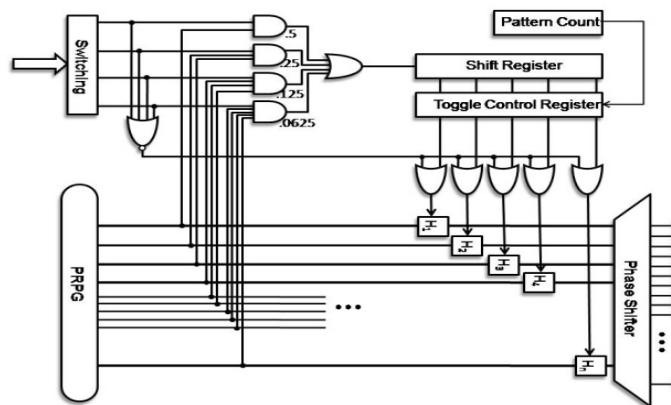 Pattern Count
.5
Switching
.25
Shift Register
.125
Toggle Control Register
.0625
PRPG
H1
H2
H3
H4
Hn
Phase Shifter